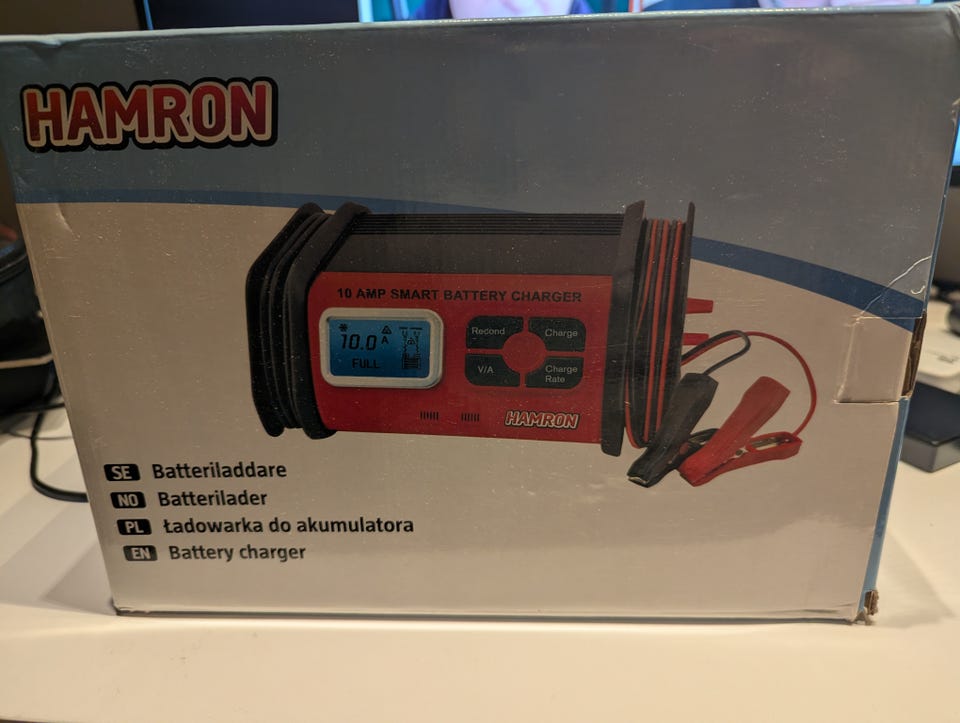 HAMRON
10 AMP SMART BATTERY CHARGER
10.0 A
FULL
Recond
Charge
V/A
Charge
Rate
HAMRON
SE Batteriladdare
NO Batterilader
PL Ładowarka do akumulatora
EN Battery charger